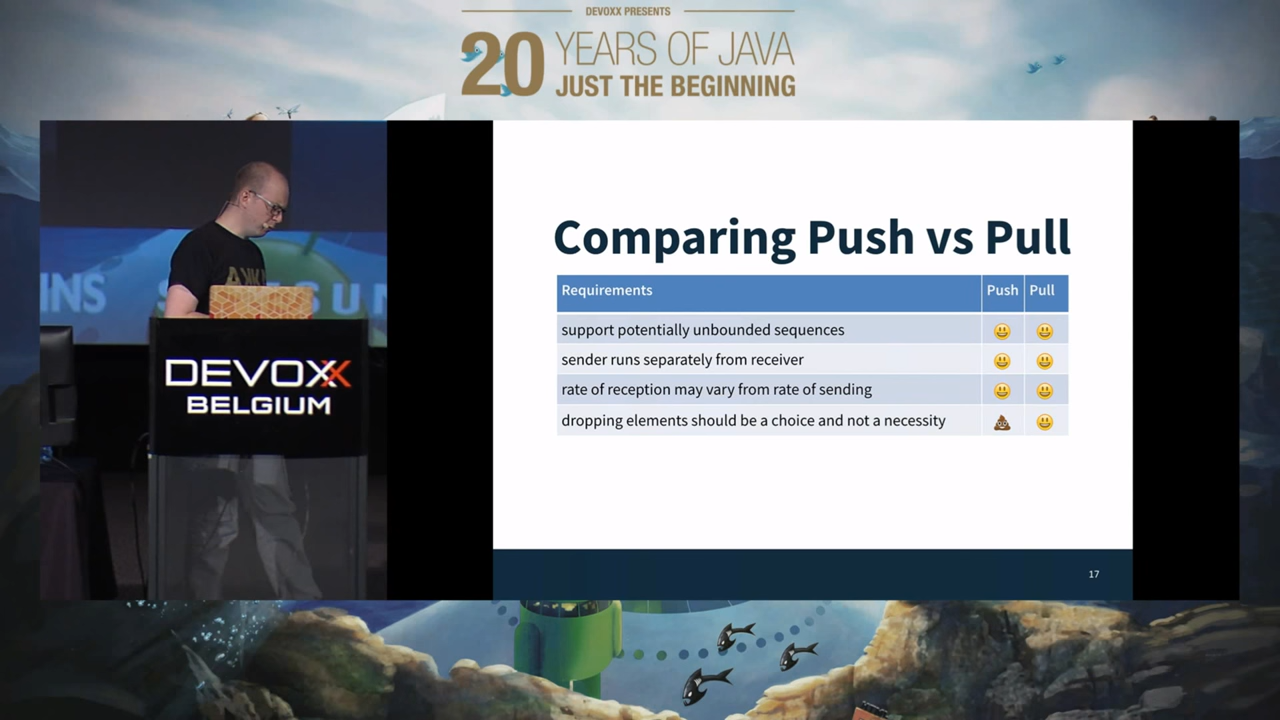 DEVOXX PRESENTS
20 YEARS OF JAVA
JUST THE BEGINNING
INS
S U N
DEVOXX
BELGIUM
Comparing Push vs Pull
Requirements Push Pull
support potentially unbounded sequences 😃 😃
sender runs separately from receiver 😃 😃
rate of reception may vary from rate of sending 😃 😃
dropping elements should be a choice and not a necessity 💩 😃
17